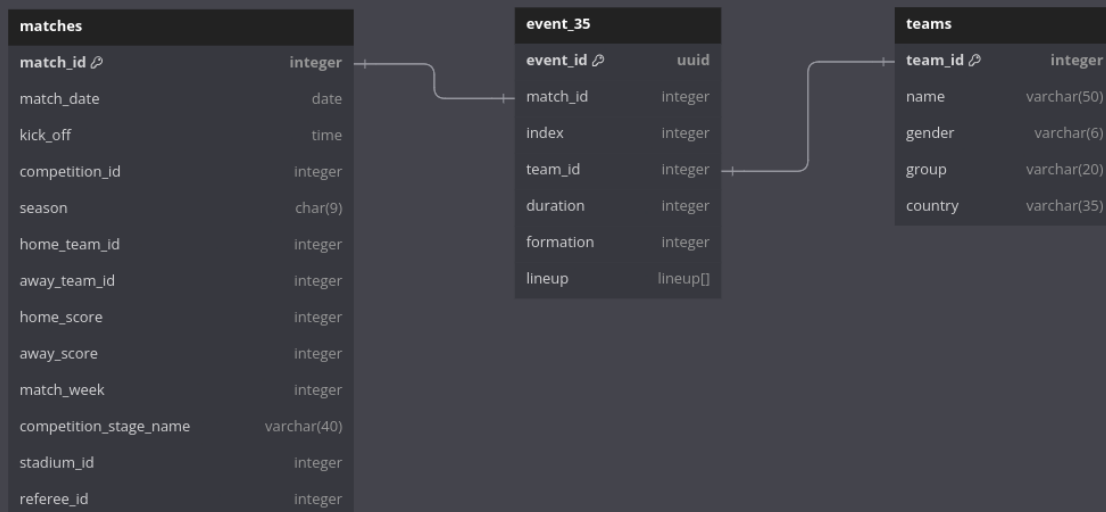 matches
match_id integer
match_date date
kick_off time
competition_id integer
season char(9)
home_team_id integer
away_team_id integer
home_score integer
away_score integer
match_week integer
competition_stage_name varchar(40)
stadium_id integer
referee_id integer
event_35
event_id uuid
match_id integer
index integer
team_id integer
duration integer
formation integer
lineup lineup[]
teams
team_id integer
name varchar(50)
gender varchar(6)
group varchar(20)
country varchar(35)